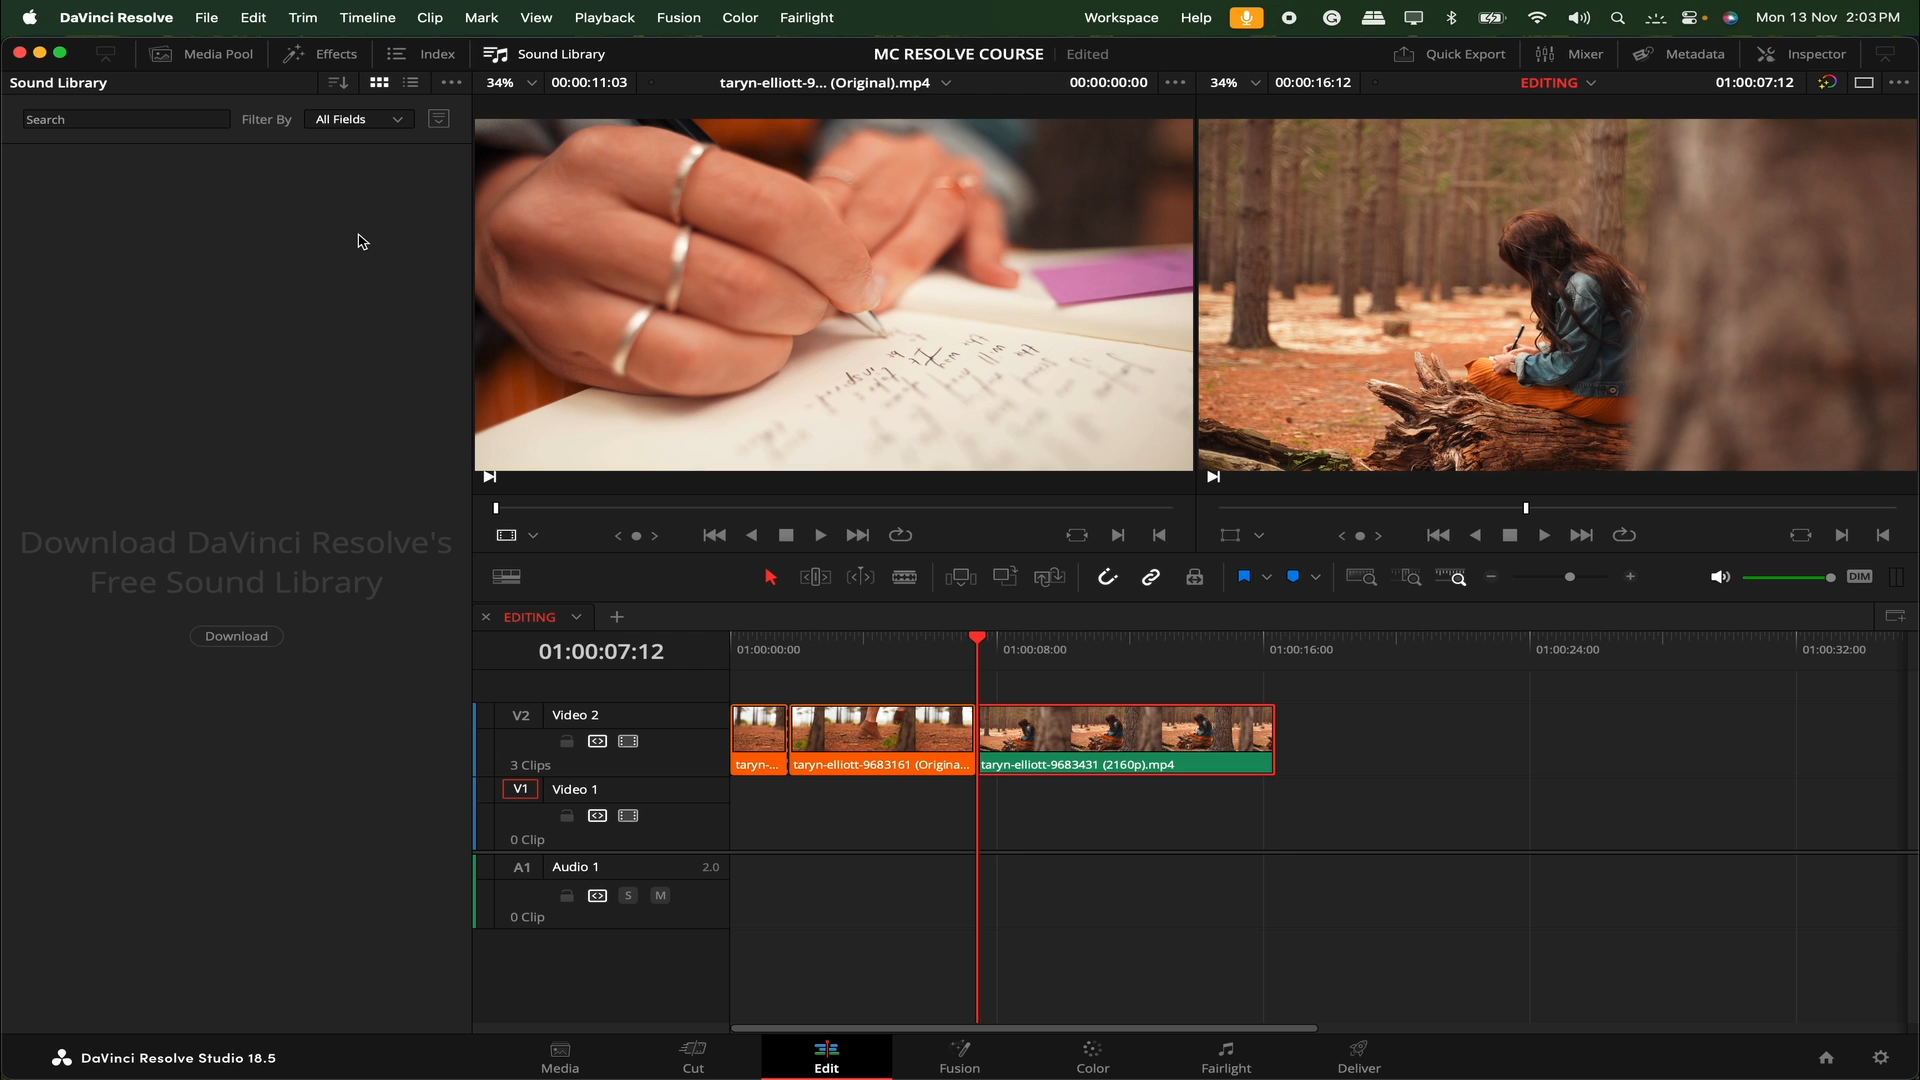 DaVinci Resolve File Edit Trim Timeline Clip Mark View Playback Fusion Color Fairlight Workspace Help Mon 13 Nov 2:03 PM
Media Pool Effects Index Sound Library MC RESOLVE COURSE Edited Quick Export Mixer Metadata Inspector
Sound Library 34% 00:00:11:03 taryn-elliott-9... (Original).mp4 00:00:00:00 34% 00:00:16:12 EDITING 01:00:07:12
Search Filter By All Fields
Download DaVinci Resolve's
Free Sound Library
Download
DIM
EDITING
01:00:07:12 01:00:00:00 01:00:08:00 01:00:16:00 01:00:24:00 01:00:32:00
V2 Video 2
3 Clips taryn-... taryn-elliott-9683161 (Origina... taryn-elliott-9683431 (2160p).mp4
V1 Video 1
0 Clip
A1 Audio 1 2.0
S M
0 Clip
DaVinci Resolve Studio 18.5 Media Cut Edit Fusion Color Fairlight Deliver